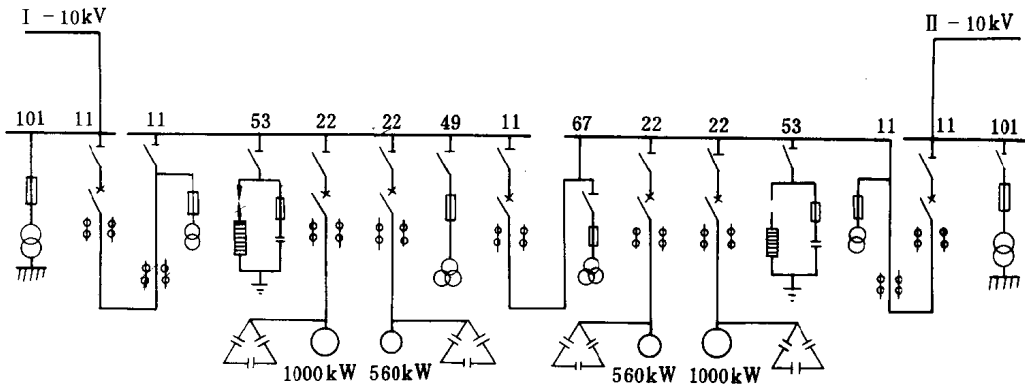 I - 10kV
II - 10kV
101 11 11 53 22 22 49 11 67 22 22 53 11 11 101
1000kW 560kW 560kW 1000kW